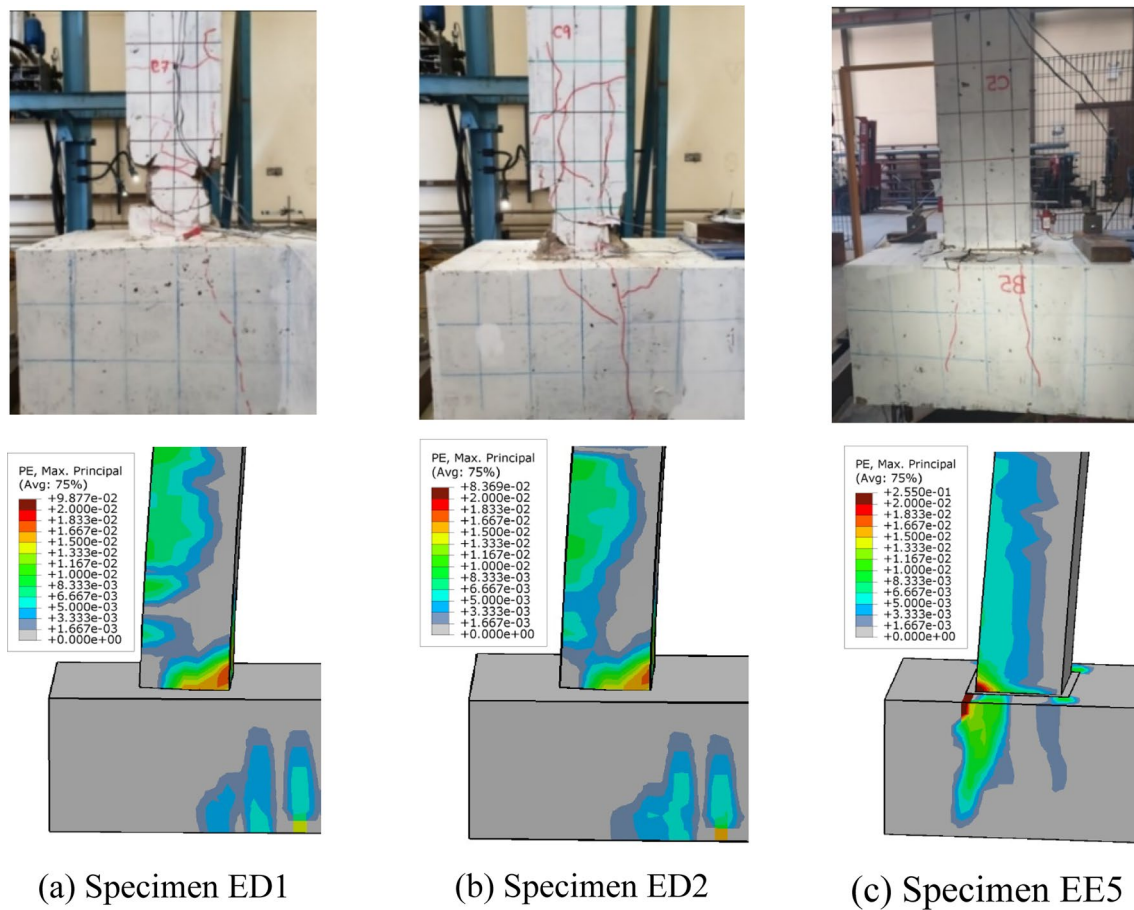 C9
C5
B5
PE, Max. Principal
(Avg: 75%)
+9.877e-02
+2.000e-02
+1.833e-02
+1.667e-02
+1.500e-02
+1.333e-02
+1.167e-02
+1.000e-02
+8.333e-03
+6.667e-03
+5.000e-03
+3.333e-03
+1.667e-03
+0.000e+00
PE, Max. Principal
(Avg: 75%)
+8.369e-02
+2.000e-02
+1.833e-02
+1.667e-02
+1.500e-02
+1.333e-02
+1.167e-02
+1.000e-02
+8.333e-03
+6.667e-03
+5.000e-03
+3.333e-03
+1.667e-03
+0.000e+00
PE, Max. Principal
(Avg: 75%)
+2.550e-01
+2.000e-02
+1.833e-02
+1.667e-02
+1.500e-02
+1.333e-02
+1.167e-02
+1.000e-02
+8.333e-03
+6.667e-03
+5.000e-03
+3.333e-03
+1.667e-03
+0.000e+00
(a) Specimen ED1
(b) Specimen ED2
(c) Specimen EE5